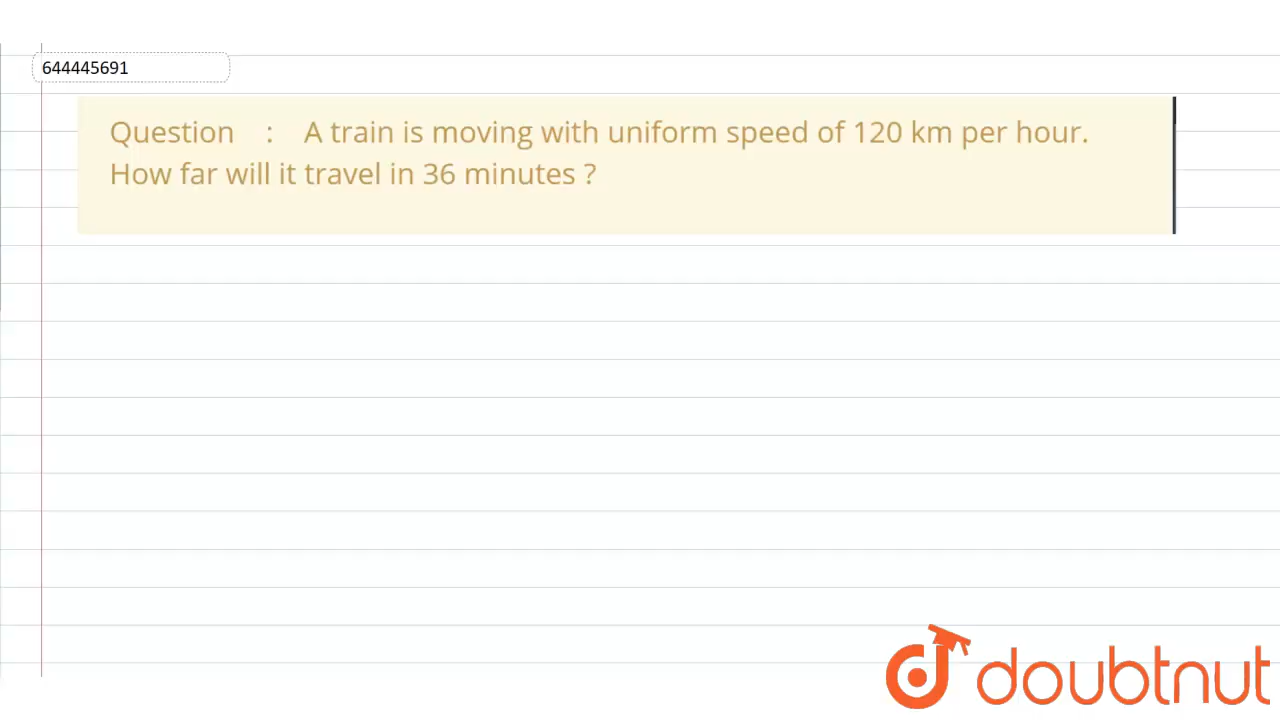 644445691
Question : A train is moving with uniform speed of 120 km per hour.
How far will it travel in 36 minutes ?
doubtnut